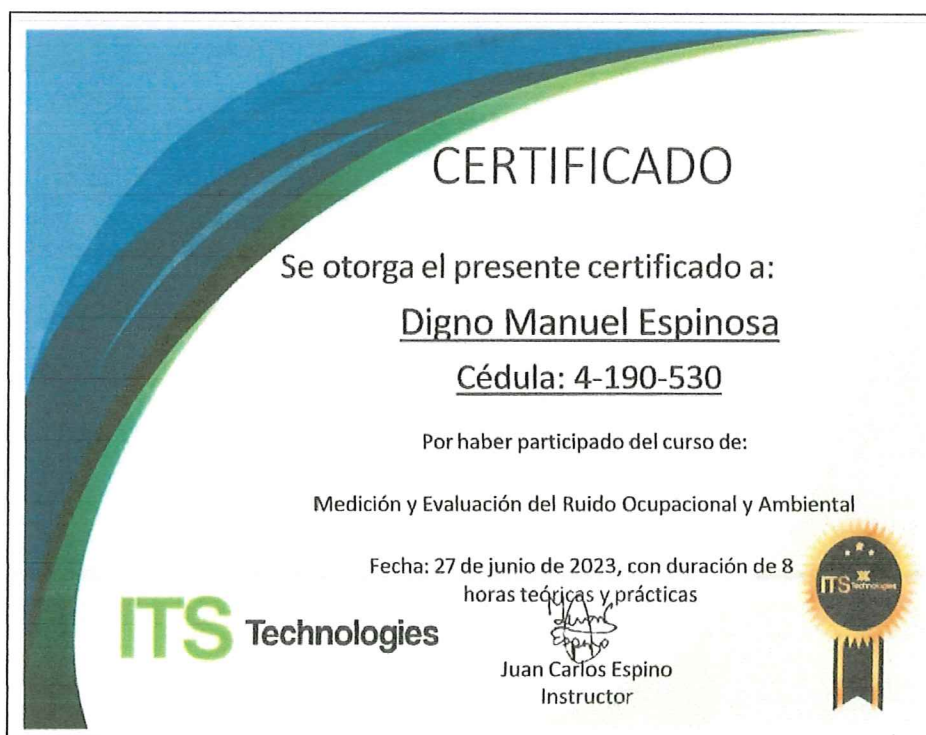 CERTIFICADO
Se otorga el presente certificado a:
Digno Manuel Espinosa
Cédula: 4-190-530
Por haber participado del curso de:
Medición y Evaluación del Ruido Ocupacional y Ambiental
Fecha: 27 de junio de 2023, con duración de 8
horas teóricas y prácticas
ITS Technologies
Juan Carlos Espino
Instructor
ITS Technologies